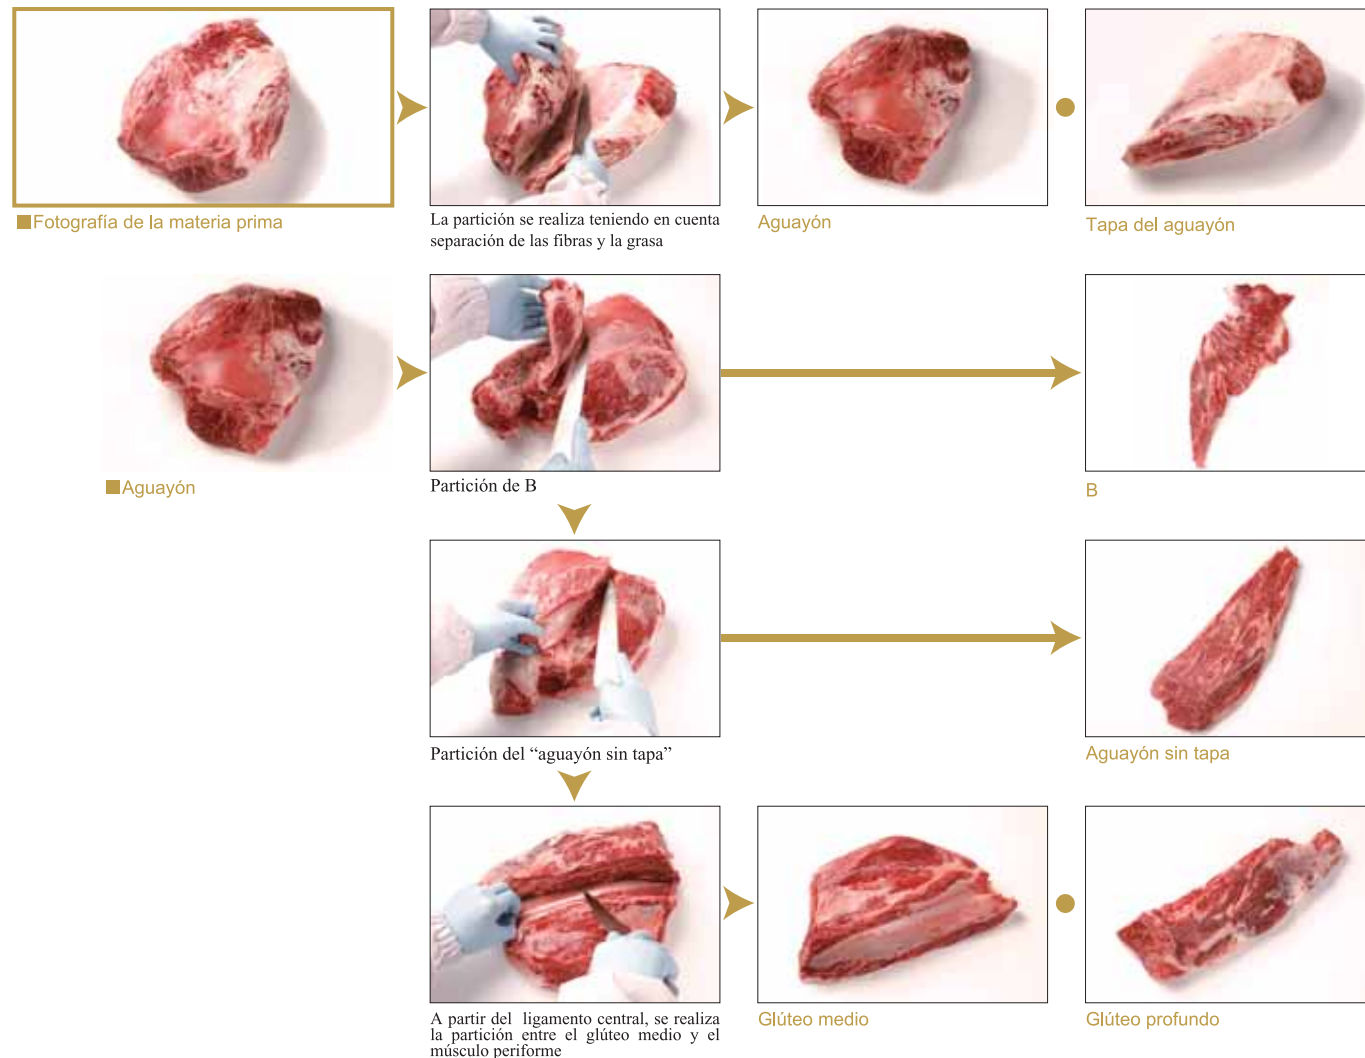 ■Fotografía de la materia prima
La partición se realiza teniendo en cuenta
separación de las fibras y la grasa
Aguayón
Tapa del aguayón
■Aguayón
Partición de B
B
Partición del “aguayón sin tapa”
Aguayón sin tapa
A partir del ligamento central, se realiza
la partición entre el glúteo medio y el
músculo periforme
Glúteo medio
Glúteo profundo